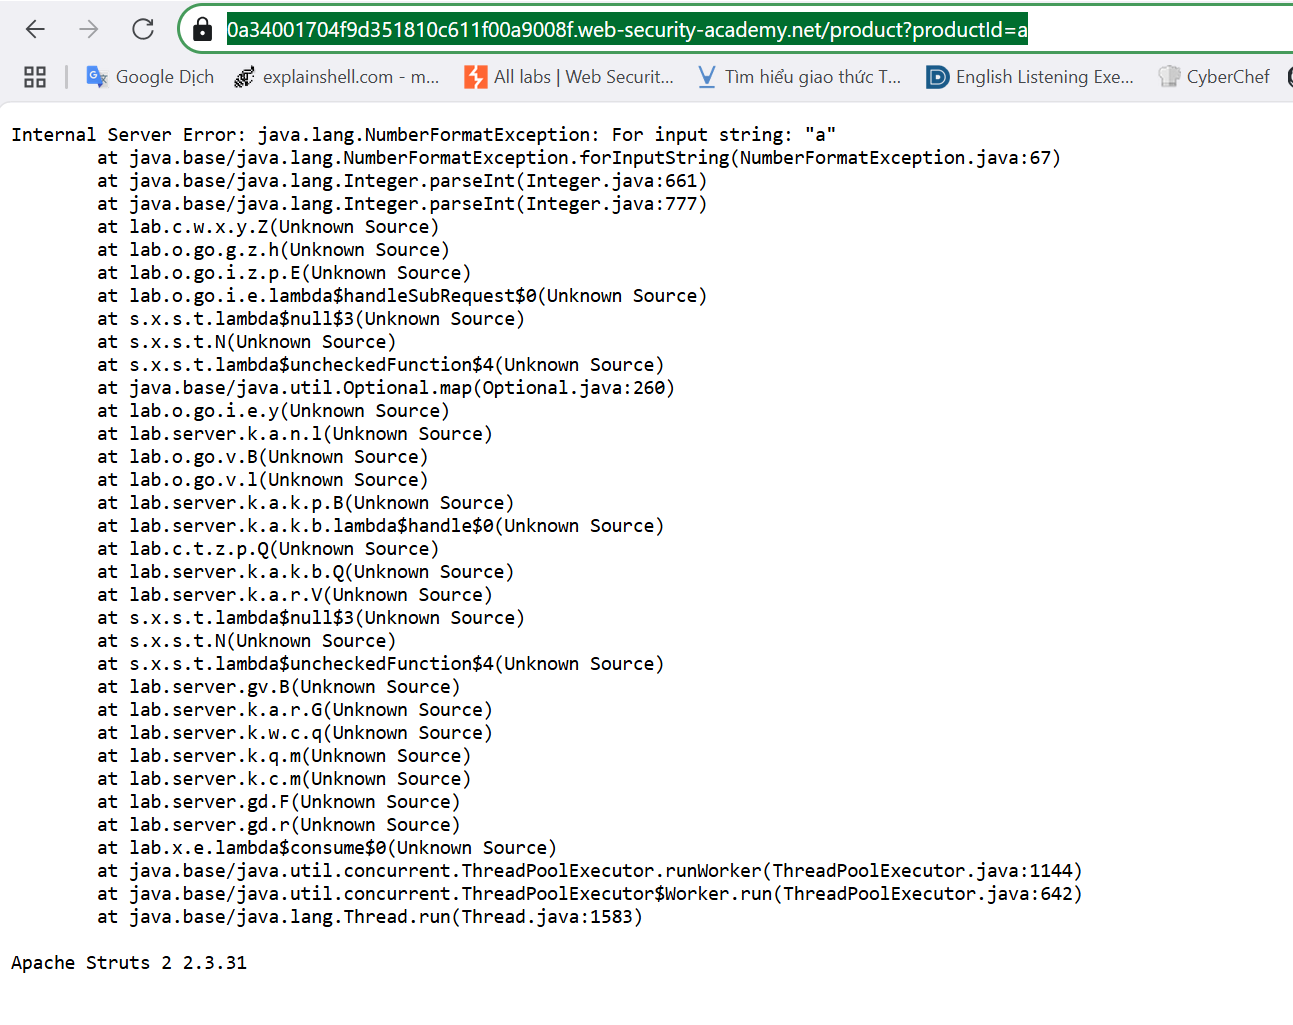 0a34001704f9d351810c611f00a9008f.web-security-academy.net/product?productId=a
Google Dịch explainshell.com - m... All labs | Web Securit... Tìm hiểu giao thức T... English Listening Exe... CyberChef
Internal Server Error: java.lang.NumberFormatException: For input string: "a"
at java.base/java.lang.NumberFormatException.forInputString(NumberFormatException.java:67)
at java.base/java.lang.Integer.parseInt(Integer.java:661)
at java.base/java.lang.Integer.parseInt(Integer.java:777)
at lab.c.w.x.y.Z(Unknown Source)
at lab.o.go.g.z.h(Unknown Source)
at lab.o.go.i.z.p.E(Unknown Source)
at lab.o.go.i.e.lambda$handleSubRequest$0(Unknown Source)
at s.x.s.t.lambda$null$3(Unknown Source)
at s.x.s.t.N(Unknown Source)
at s.x.s.t.lambda$uncheckedFunction$4(Unknown Source)
at java.base/java.util.Optional.map(Optional.java:260)
at lab.o.go.i.e.y(Unknown Source)
at lab.server.k.a.n.l(Unknown Source)
at lab.o.go.v.B(Unknown Source)
at lab.o.go.v.l(Unknown Source)
at lab.server.k.a.k.p.B(Unknown Source)
at lab.server.k.a.k.b.lambda$handle$0(Unknown Source)
at lab.c.t.z.p.Q(Unknown Source)
at lab.server.k.a.k.b.Q(Unknown Source)
at lab.server.k.a.r.V(Unknown Source)
at s.x.s.t.lambda$null$3(Unknown Source)
at s.x.s.t.N(Unknown Source)
at s.x.s.t.lambda$uncheckedFunction$4(Unknown Source)
at lab.server.gv.B(Unknown Source)
at lab.server.k.a.r.G(Unknown Source)
at lab.server.k.w.c.q(Unknown Source)
at lab.server.k.q.m(Unknown Source)
at lab.server.k.c.m(Unknown Source)
at lab.server.gd.F(Unknown Source)
at lab.server.gd.r(Unknown Source)
at lab.x.e.lambda$consume$0(Unknown Source)
at java.base/java.util.concurrent.ThreadPoolExecutor.runWorker(ThreadPoolExecutor.java:1144)
at java.base/java.util.concurrent.ThreadPoolExecutor$Worker.run(ThreadPoolExecutor.java:642)
at java.base/java.lang.Thread.run(Thread.java:1583)
Apache Struts 2 2.3.31